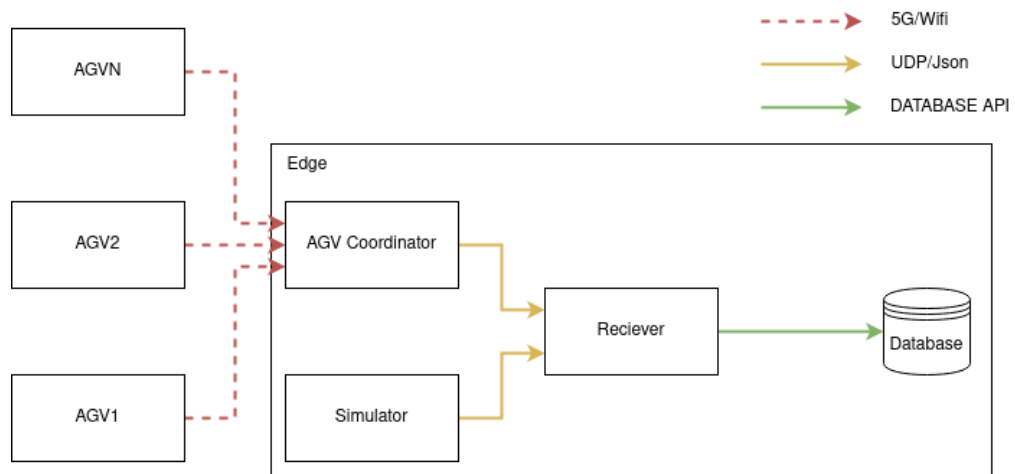 5G/Wifi
AGVN
UDP/Json
DATABASE API
Edge
AGV2
AGV Coordinator
Reciever
Database
AGV1
Simulator